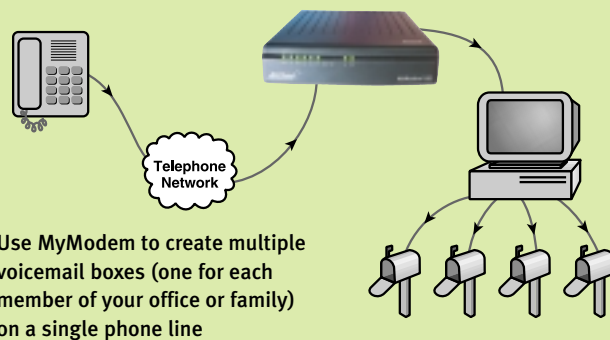 Telephone
Network
Use MyModem to create multiple
voicemail boxes (one for each
member of your office or family)
on a single phone line